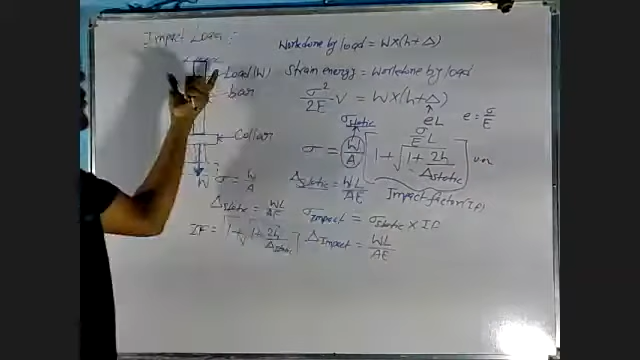 Impact Load :
Workdone by load = W×(h+Δ)
Load(W)
Strain energy = Workdone by load
bar
σ²/2E · V = W×(h+Δ)
eL
e = σ/E
σ/E L
σstatic
Collar
σ = W/A [1+√(1+2h/Δstatic)]
W
σ = W/A
Δstatic = WL/AE
Impact factor (IF)
Δstatic = WL/AE
σImpact = σstatic × IF
IF = [1+√(1+2h/Δstatic)]
ΔImpact = WL/AE